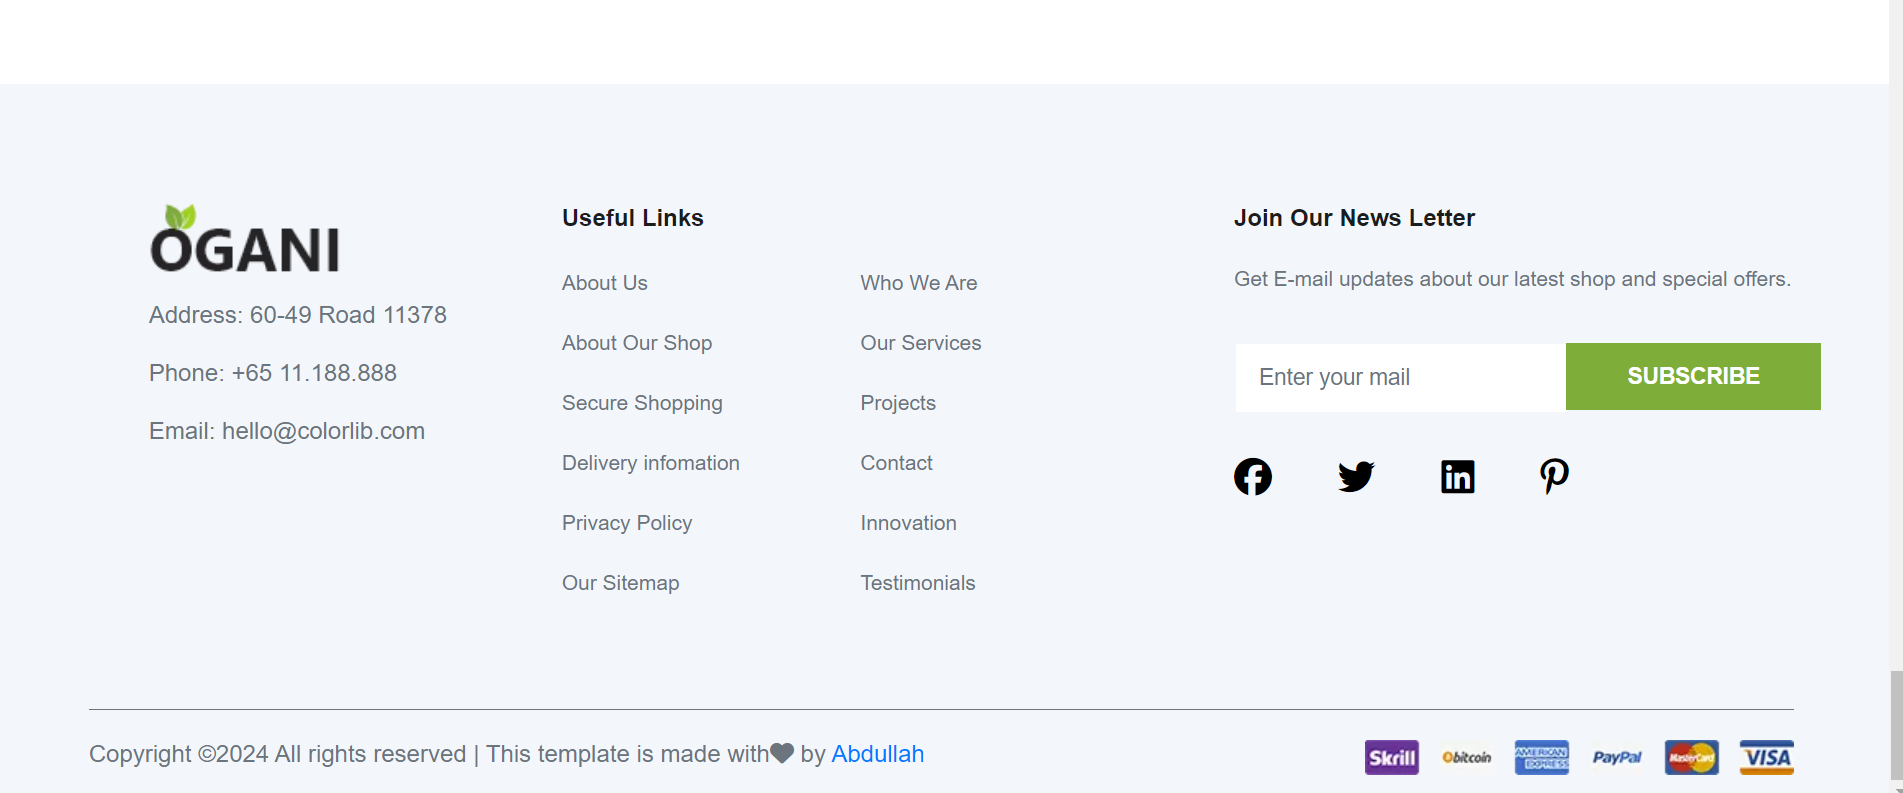 OGANI
Address: 60-49 Road 11378
Phone: +65 11.188.888
Email: hello@colorlib.com
Useful Links
About Us
About Our Shop
Secure Shopping
Delivery infomation
Privacy Policy
Our Sitemap
Who We Are
Our Services
Projects
Contact
Innovation
Testimonials
Join Our News Letter
Get E-mail updates about our latest shop and special offers.
Enter your mail
SUBSCRIBE
Copyright ©2024 All rights reserved | This template is made with by Abdullah
Skrill
bitcoin
AMERICAN EXPRESS
PayPal
MasterCard
VISA